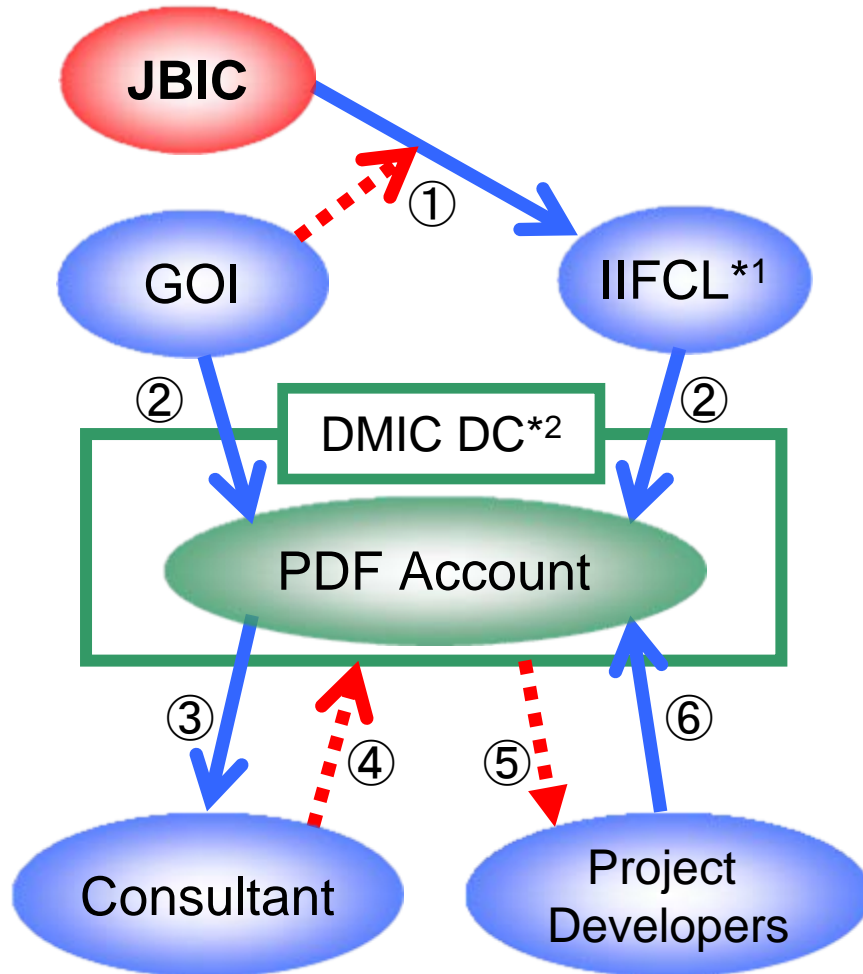 JBIC
①
GOI
IIFCL*1
②
②
DMIC DC*2
PDF Account
③
④
⑤
⑥
Consultant
Project
Developers